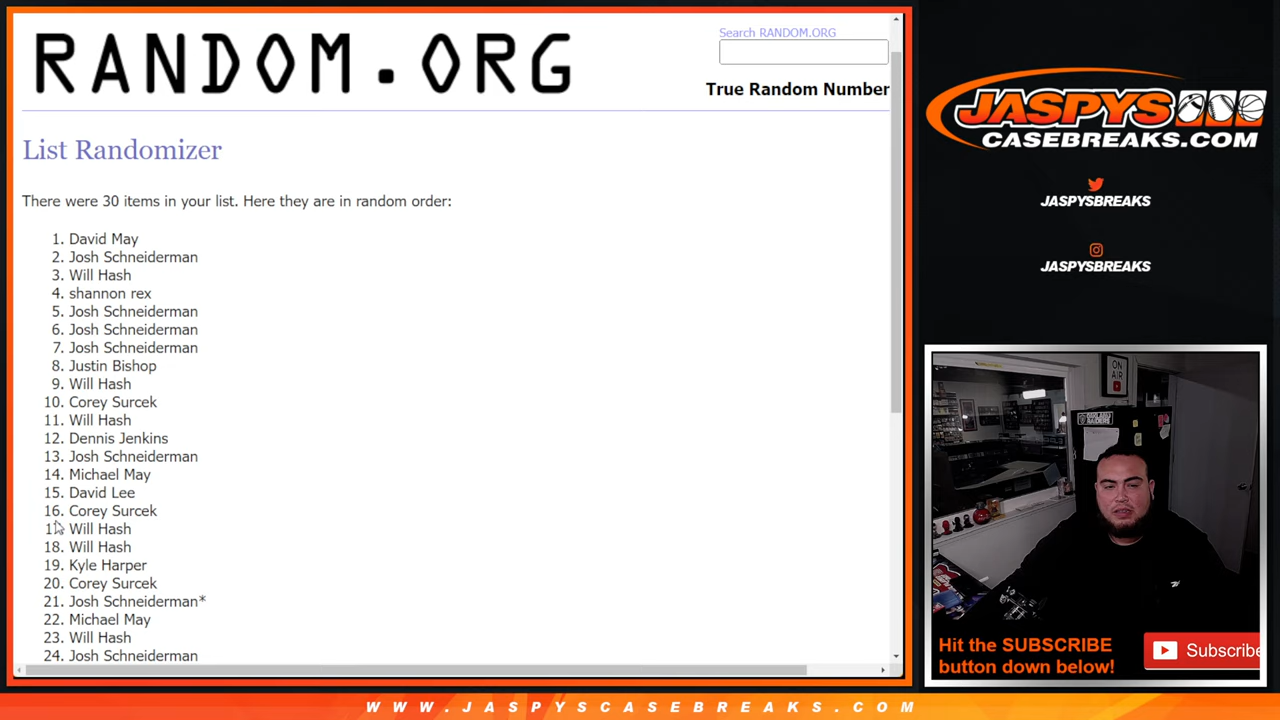 RANDOM.ORG
Search RANDOM.ORG
True Random Number
List Randomizer
There were 30 items in your list. Here they are in random order:
1. David May
2. Josh Schneiderman
3. Will Hash
4. shannon rex
5. Josh Schneiderman
6. Josh Schneiderman
7. Josh Schneiderman
8. Justin Bishop
9. Will Hash
10. Corey Surcek
11. Will Hash
12. Dennis Jenkins
13. Josh Schneiderman
14. Michael May
15. David Lee
16. Corey Surcek
17. Will Hash
18. Will Hash
19. Kyle Harper
20. Corey Surcek
21. Josh Schneiderman*
22. Michael May
23. Will Hash
24. Josh Schneiderman
JASPYS
CASEBREAKS.COM
JASPYSBREAKS
JASPYSBREAKS
ON
AIR
Hit the SUBSCRIBE
button down below!
Subscribe
WWW.JASPYSCASEBREAKS.COM